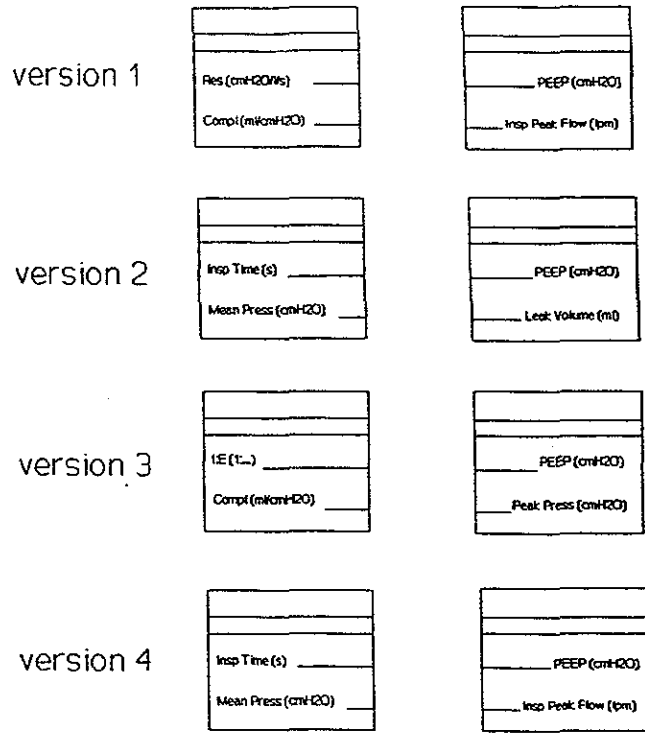 version 1
Res (cmH2O/l/s)
Compl (ml/cmH2O)
PEEP (cmH2O)
Insp Peak Flow (lpm)
version 2
Insp Time (s)
Mean Press (cmH2O)
PEEP (cmH2O)
Leak Volume (ml)
version 3
I:E (1:...)
Compl (ml/cmH2O)
PEEP (cmH2O)
Peak Press (cmH2O)
version 4
Insp Time (s)
Mean Press (cmH2O)
PEEP (cmH2O)
Insp Peak Flow (lpm)